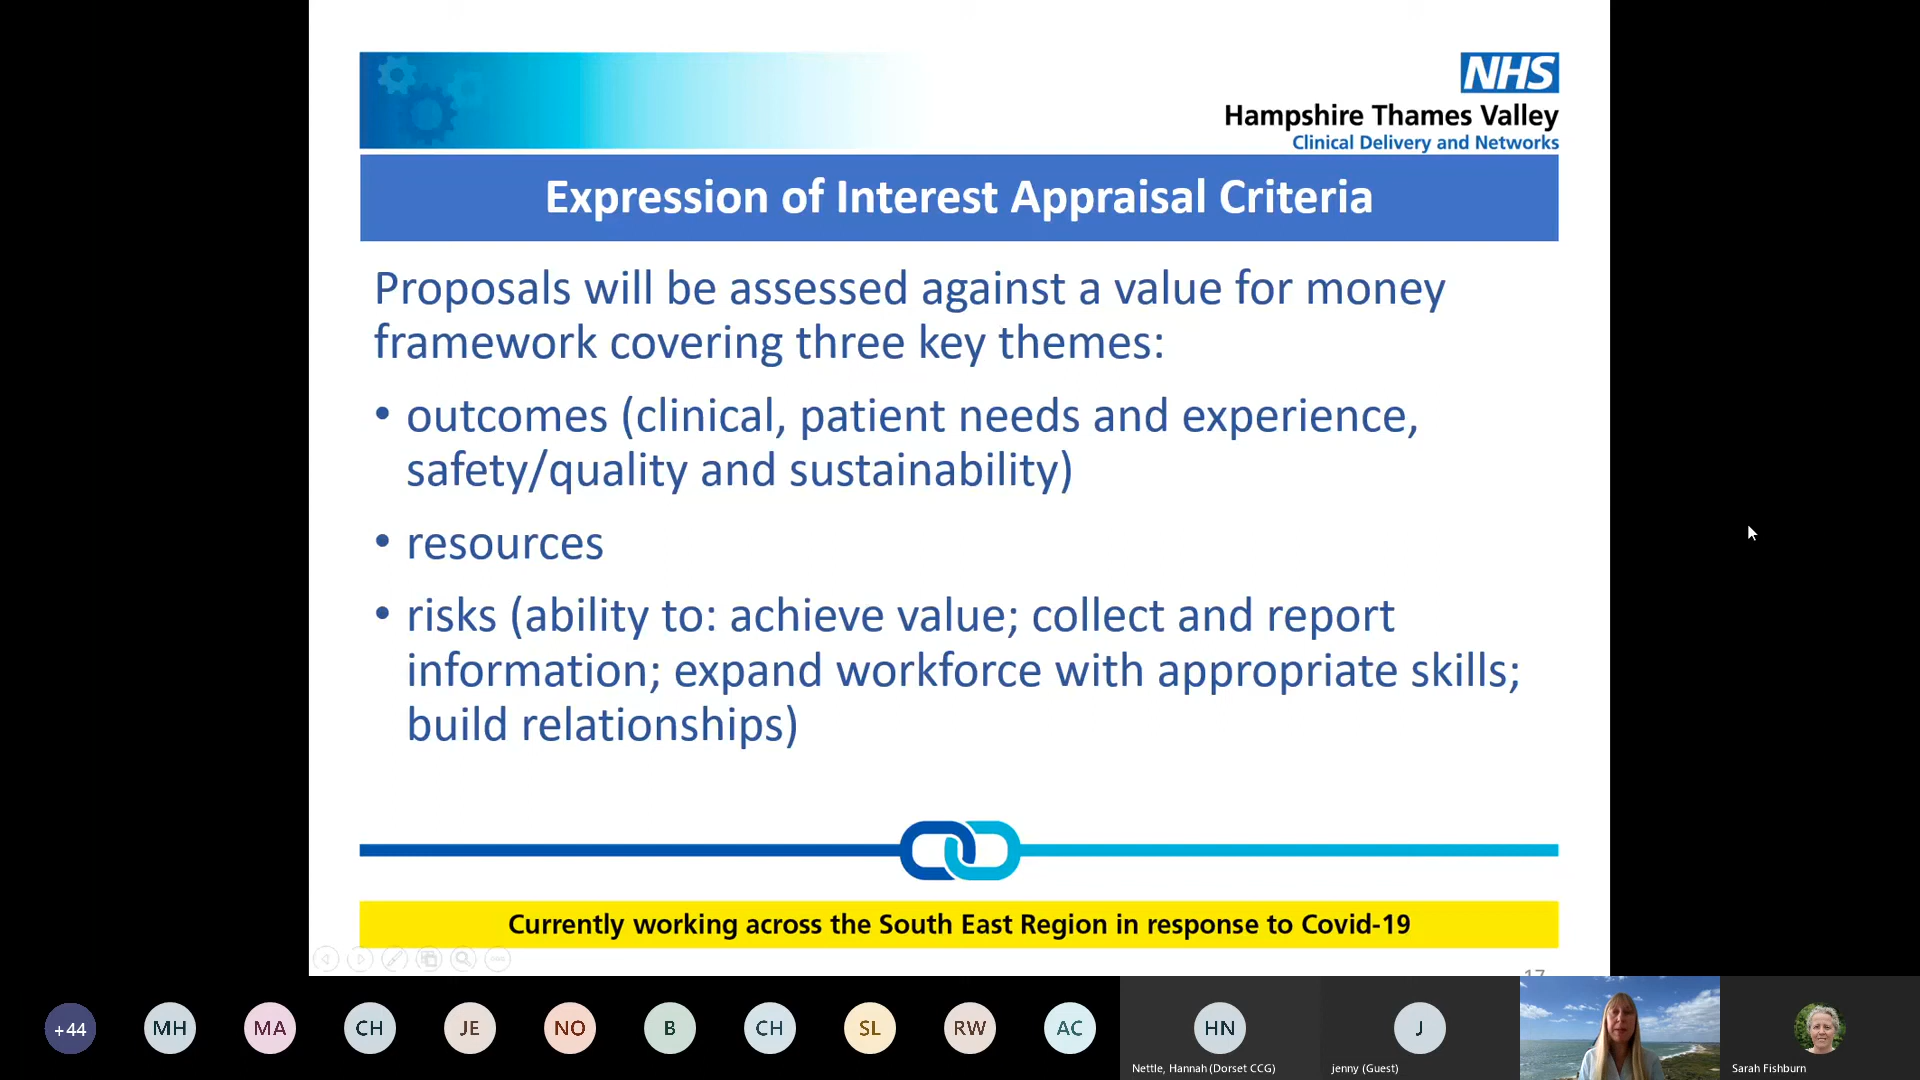 NHS
Hampshire Thames Valley
Clinical Delivery and Networks
Expression of Interest Appraisal Criteria
Proposals will be assessed against a value for money
framework covering three key themes:
• outcomes (clinical, patient needs and experience,
safety/quality and sustainability)
• resources
• risks (ability to: achieve value; collect and report
information; expand workforce with appropriate skills;
build relationships)
Currently working across the South East Region in response to Covid-19
17
+44
MH
MA
CH
JE
NO
B
CH
SL
RW
AC
HN
J
Nettle, Hannah (Dorset CCG)
jenny (Guest)
Sarah Fishburn